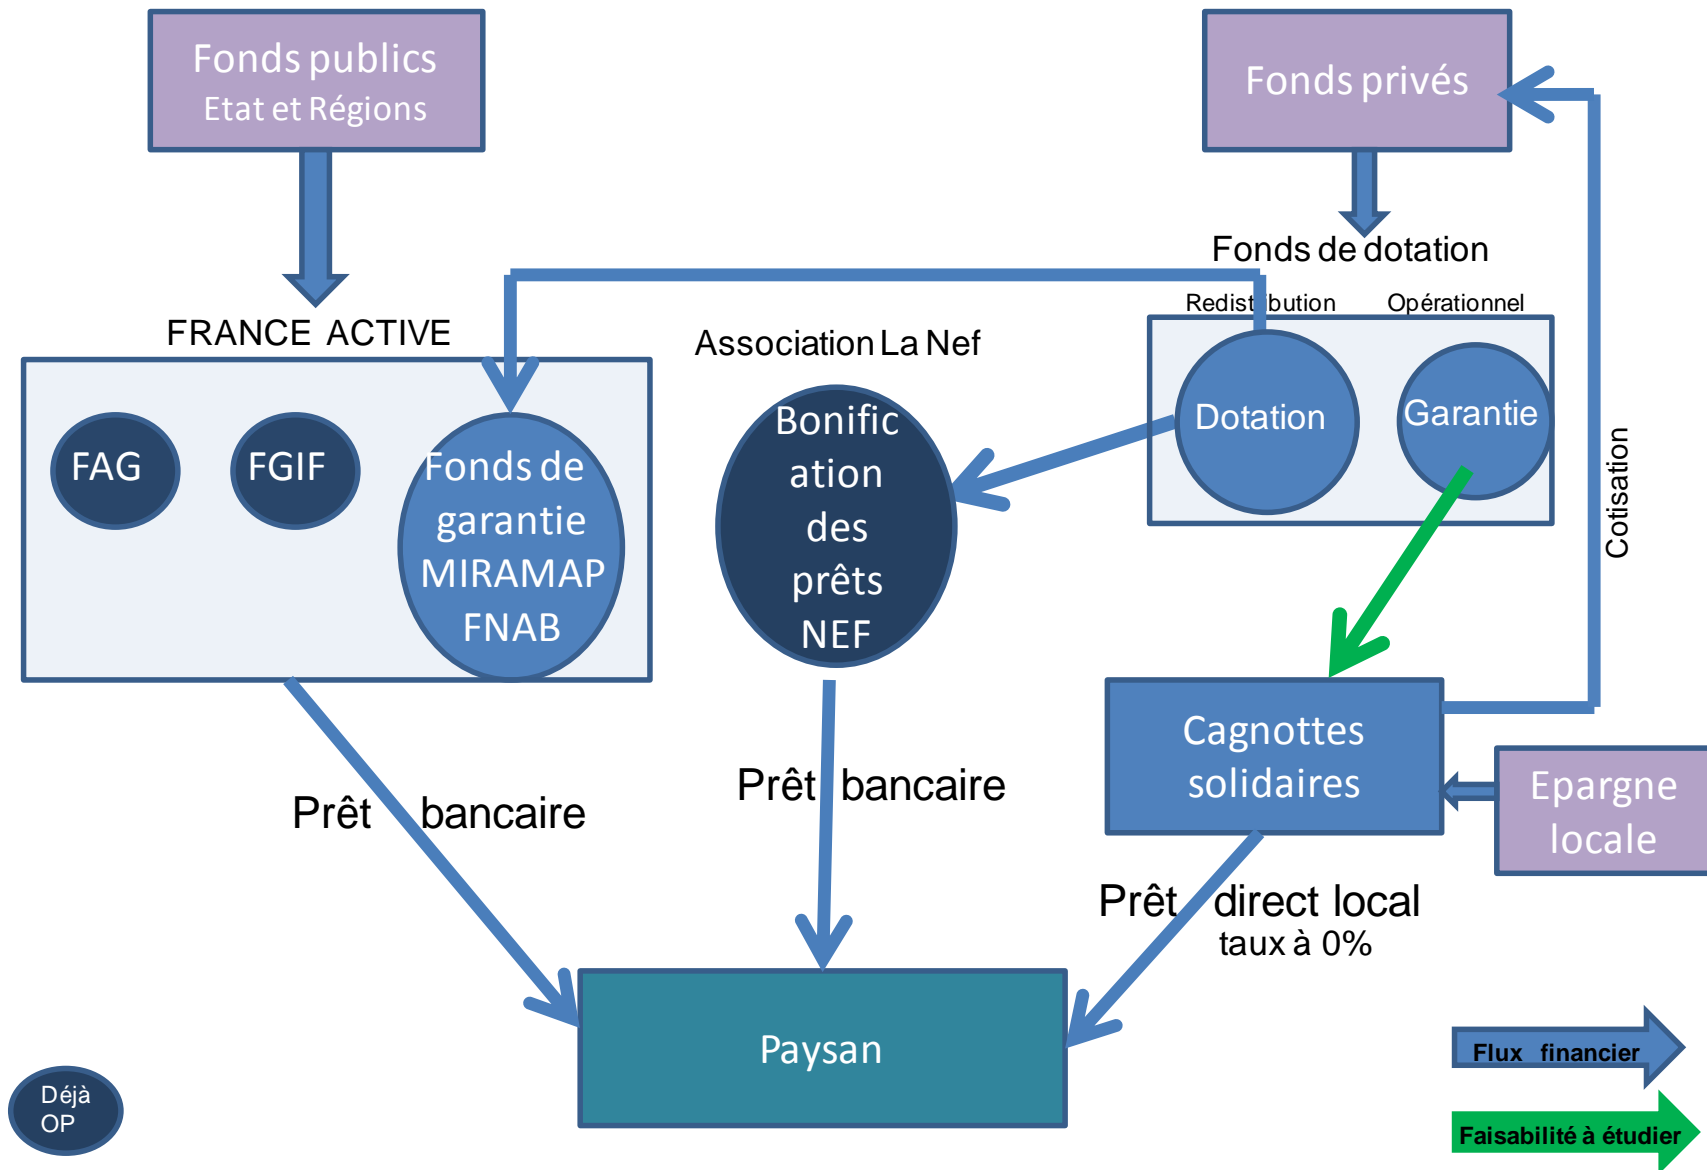 Fonds publics
Etat et Régions
Fonds privés
Fonds de dotation
Redistribution
Opérationnel
FRANCE ACTIVE
Association La Nef
FAG
FGIF
Fonds de
garantie
MIRAMAP
FNAB
Bonific
ation
des
prêts
NEF
Dotation
Garantie
Cotisation
Cagnottes
solidaires
Epargne
locale
Prêt bancaire
Prêt bancaire
Prêt direct local
taux à 0%
Paysan
Déjà
OP
Flux financier
Faisabilité à étudier